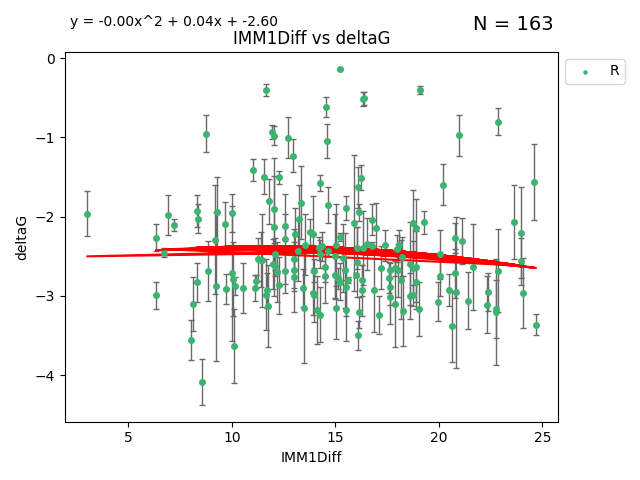 y = -0.00x^2 + 0.04x + -2.60
N = 163
IMM1Diff vs deltaG
R
deltaG
0
−1
−2
−3
−4
5 10 15 20 25
IMM1Diff